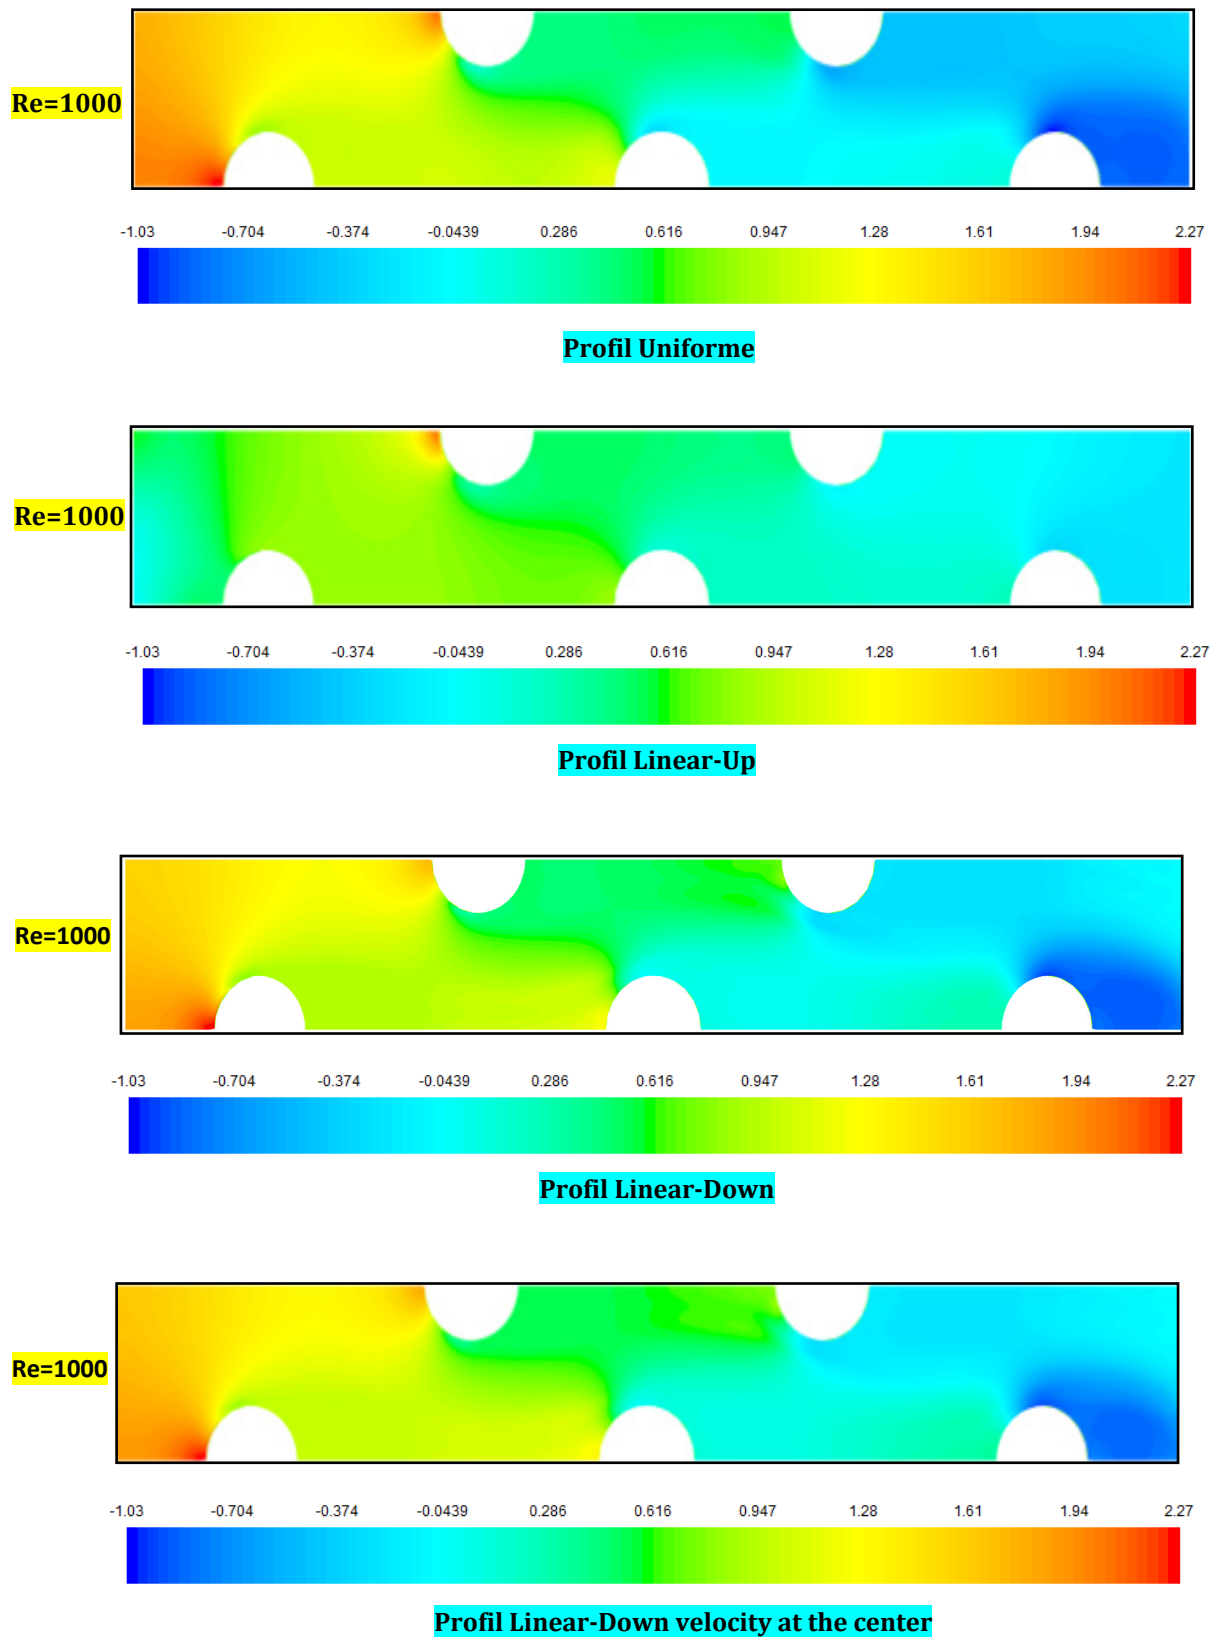 Re=1000
-1.03 -0.704 -0.374 -0.0439 0.286 0.616 0.947 1.28 1.61 1.94 2.27
Profil Uniforme
Re=1000
-1.03 -0.704 -0.374 -0.0439 0.286 0.616 0.947 1.28 1.61 1.94 2.27
Profil Linear-Up
Re=1000
-1.03 -0.704 -0.374 -0.0439 0.286 0.616 0.947 1.28 1.61 1.94 2.27
Profil Linear-Down
Re=1000
-1.03 -0.704 -0.374 -0.0439 0.286 0.616 0.947 1.28 1.61 1.94 2.27
Profil Linear-Down velocity at the center